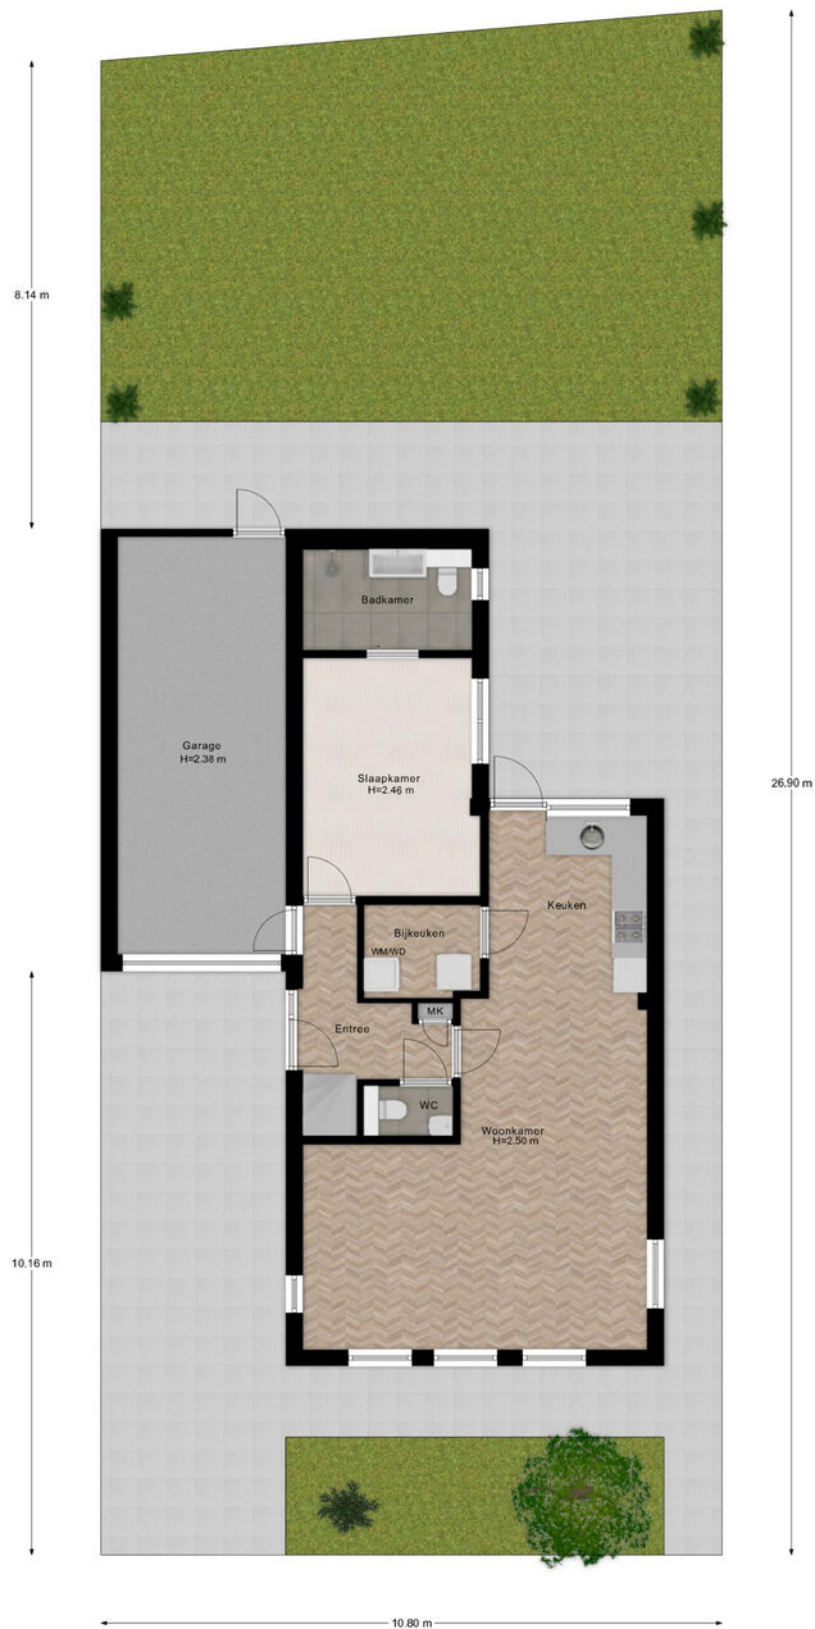 8.14 m
Badkamer
Garage
H=2.38 m
Slaapkamer
H=2.46 m
26.90 m
Keuken
Bijkeuken
WM/WD
MK
Entree
WC
Woonkamer
H=2.50 m
10.16 m
10.80 m